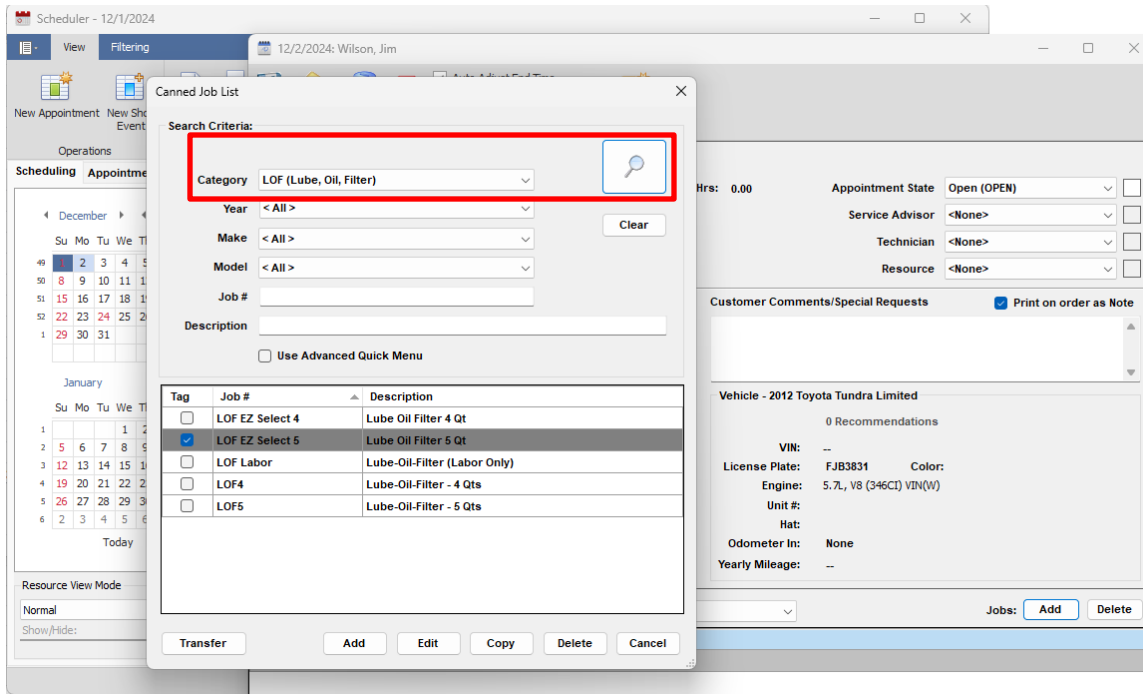 Scheduler - 12/1/2024
View Filtering
12/2/2024: Wilson, Jim
New Appointment New Sho
Event
Operations
Scheduling Appointme
December
Su Mo Tu We T
49 1 2 3 4 5
50 8 9 10 11 1
51 15 16 17 18 1
52 22 23 24 25 2
1 29 30 31
January
Su Mo Tu We T
1 1 2
2 5 6 7 8 9
3 12 13 14 15 1
4 19 20 21 22 2
5 26 27 28 29 3
6 2 3 4 5 6
Today
Resource View Mode
Normal
Show/Hide:
Canned Job List
Search Criteria:
Category LOF (Lube, Oil, Filter)
Year < All >
Make < All >
Clear
Model < All >
Job #
Description
Use Advanced Quick Menu
Tag Job # Description
LOF EZ Select 4 Lube Oil Filter 4 Qt
LOF EZ Select 5 Lube Oil Filter 5 Qt
LOF Labor Lube-Oil-Filter (Labor Only)
LOF4 Lube-Oil-Filter - 4 Qts
LOF5 Lube-Oil-Filter - 5 Qts
Transfer Add Edit Copy Delete Cancel
Hrs: 0.00 Appointment State Open (OPEN)
Service Advisor <None>
Technician <None>
Resource <None>
Customer Comments/Special Requests Print on order as Note
Vehicle - 2012 Toyota Tundra Limited
0 Recommendations
VIN: --
License Plate: FJB3831 Color:
Engine: 5.7L, V8 (346CI) VIN(W)
Unit #:
Hat:
Odometer In: None
Yearly Mileage: --
Jobs: Add Delete